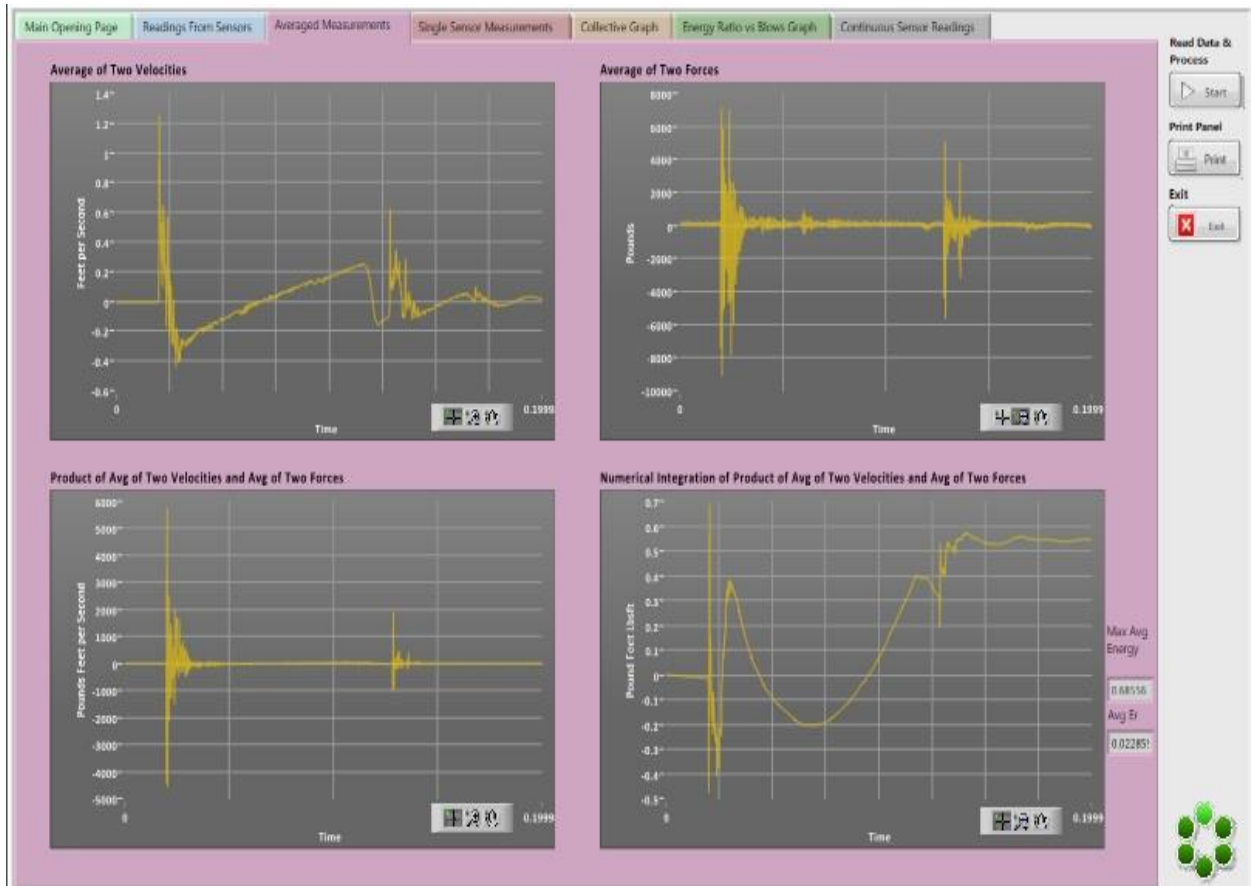 Main Opening Page
Readings From Sensors
Averaged Measurements
Single Sensor Measurements
Collective Graph
Energy Ratio vs Blows Graph
Continuous Sensor Readings
Read Data &
Process
Start
Print Panel
Print
Exit
Exit
Average of Two Velocities
1.4
1.2
1
0.8
0.6
0.4
0.2
0
-0.2
-0.4
-0.6
Feet per Second
0
0.1999
Time
Average of Two Forces
8000
6000
4000
2000
0
-2000
-4000
-6000
-8000
-10000
Pounds
0
0.1999
Time
Product of Avg of Two Velocities and Avg of Two Forces
6000
5000
4000
3000
2000
1000
0
-1000
-2000
-3000
-4000
-5000
Pounds Feet per Second
0
0.1999
Time
Numerical Integration of Product of Avg of Two Velocities and Avg of Two Forces
0.7
0.6
0.5
0.4
0.3
0.2
0.1
0
-0.1
-0.2
-0.3
-0.4
-0.5
Pound Foot Lbsft
0
0.1999
Time
Max Avg
Energy
0.68556
Avg Er